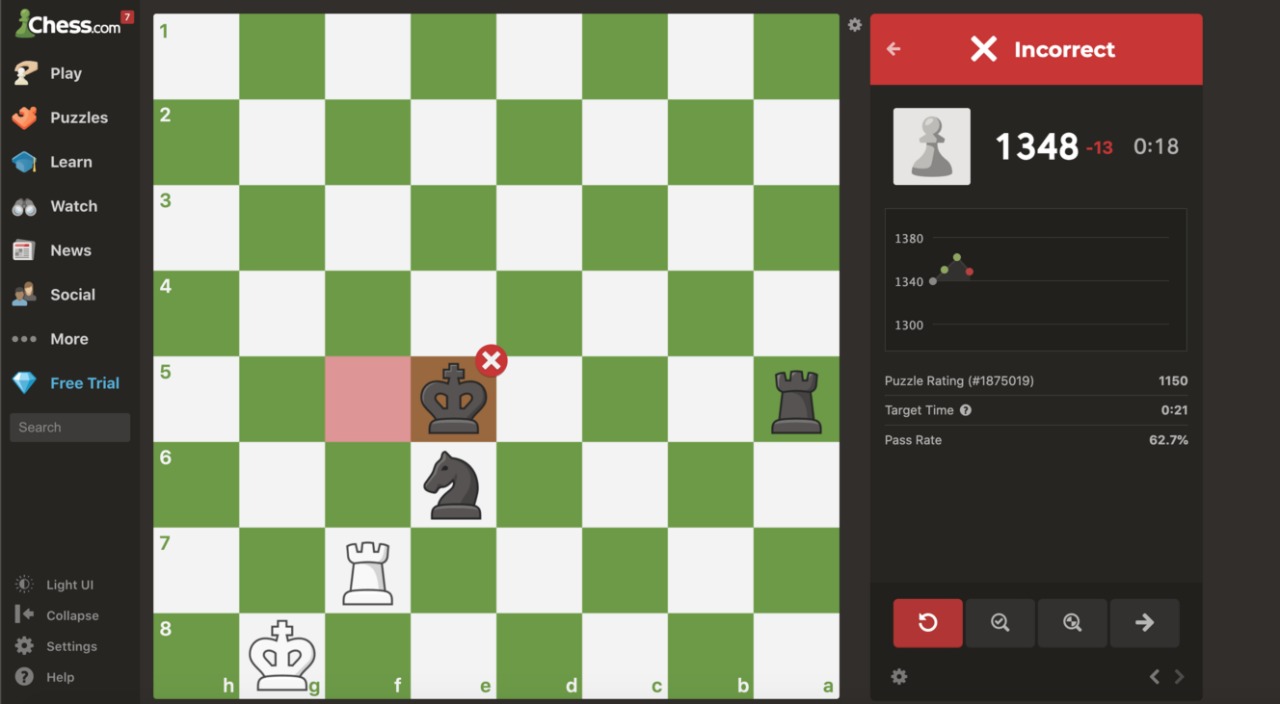 Chess.com 7
Play
Puzzles
Learn
Watch
News
Social
More
Free Trial
Search
Light UI
Collapse
Settings
Help
1
2
3
4
5
6
7
8
h g f e d c b a
Incorrect
1348 -13 0:18
1380
1340
1300
Puzzle Rating (#1875019) 1150
Target Time ? 0:21
Pass Rate 62.7%